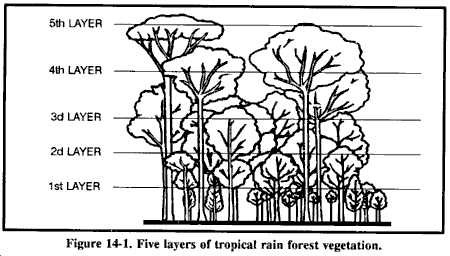 5th LAYER
4th LAYER
3d LAYER
2d LAYER
1st LAYER
Figure 14-1. Five layers of tropical rain forest vegetation.